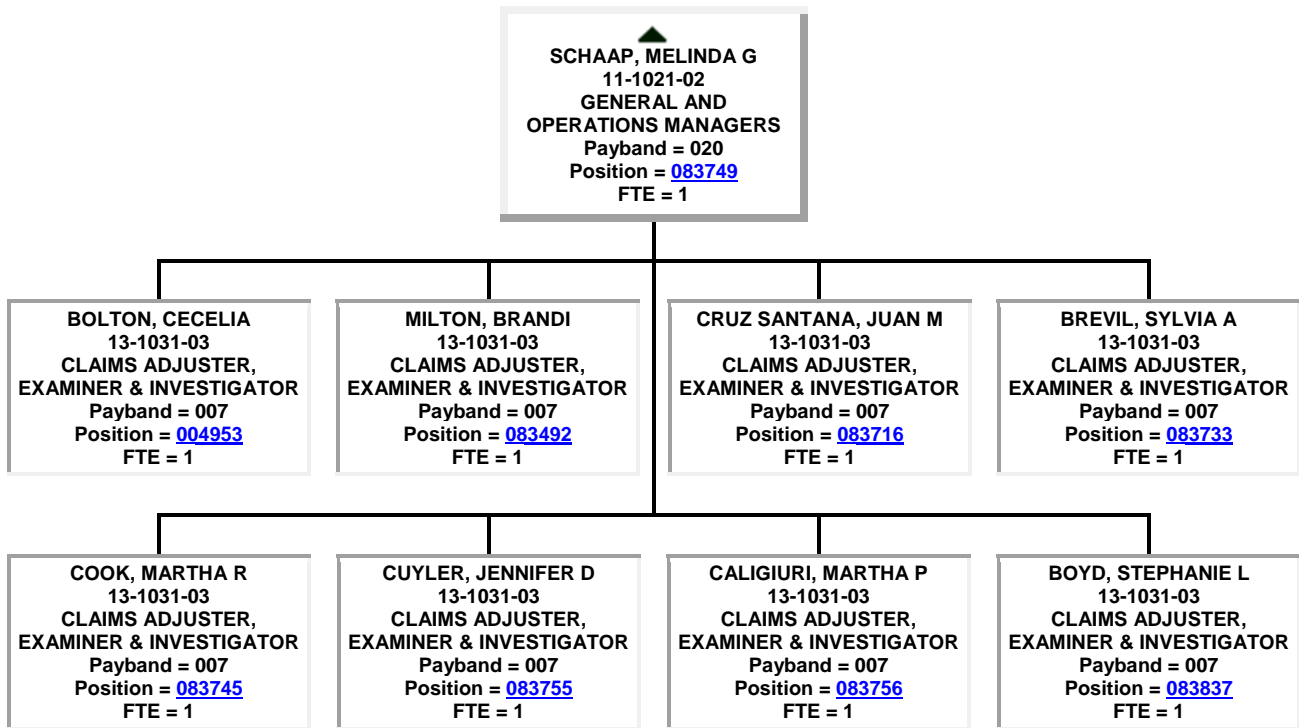 SCHAAP, MELINDA G
11-1021-02
GENERAL AND
OPERATIONS MANAGERS
Payband = 020
Position = 083749
FTE = 1
BOLTON, CECELIA
13-1031-03
CLAIMS ADJUSTER,
EXAMINER & INVESTIGATOR
Payband = 007
Position = 004953
FTE = 1
MILTON, BRANDI
13-1031-03
CLAIMS ADJUSTER,
EXAMINER & INVESTIGATOR
Payband = 007
Position = 083492
FTE = 1
CRUZ SANTANA, JUAN M
13-1031-03
CLAIMS ADJUSTER,
EXAMINER & INVESTIGATOR
Payband = 007
Position = 083716
FTE = 1
BREVIL, SYLVIA A
13-1031-03
CLAIMS ADJUSTER,
EXAMINER & INVESTIGATOR
Payband = 007
Position = 083733
FTE = 1
COOK, MARTHA R
13-1031-03
CLAIMS ADJUSTER,
EXAMINER & INVESTIGATOR
Payband = 007
Position = 083745
FTE = 1
CUYLER, JENNIFER D
13-1031-03
CLAIMS ADJUSTER,
EXAMINER & INVESTIGATOR
Payband = 007
Position = 083755
FTE = 1
CALIGIURI, MARTHA P
13-1031-03
CLAIMS ADJUSTER,
EXAMINER & INVESTIGATOR
Payband = 007
Position = 083756
FTE = 1
BOYD, STEPHANIE L
13-1031-03
CLAIMS ADJUSTER,
EXAMINER & INVESTIGATOR
Payband = 007
Position = 083837
FTE = 1